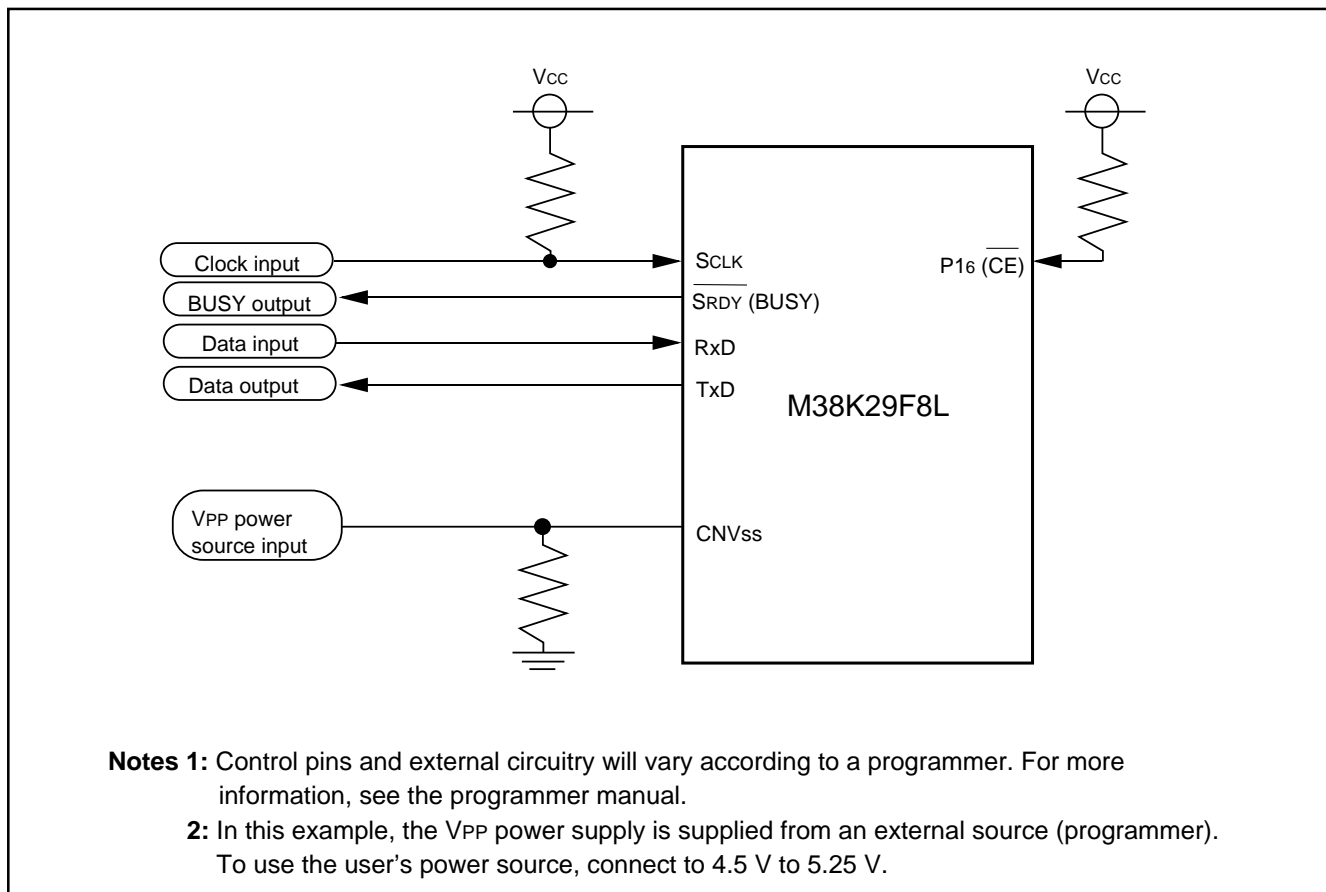 Vcc
Vcc
Clock input
SCLK
P16 (CE)
BUSY output
SRDY (BUSY)
Data input
RxD
Data output
TxD
M38K29F8L
VPP power
source input
CNVss
Notes 1: Control pins and external circuitry will vary according to a programmer. For more
information, see the programmer manual.
2: In this example, the VPP power supply is supplied from an external source (programmer).
To use the user's power source, connect to 4.5 V to 5.25 V.